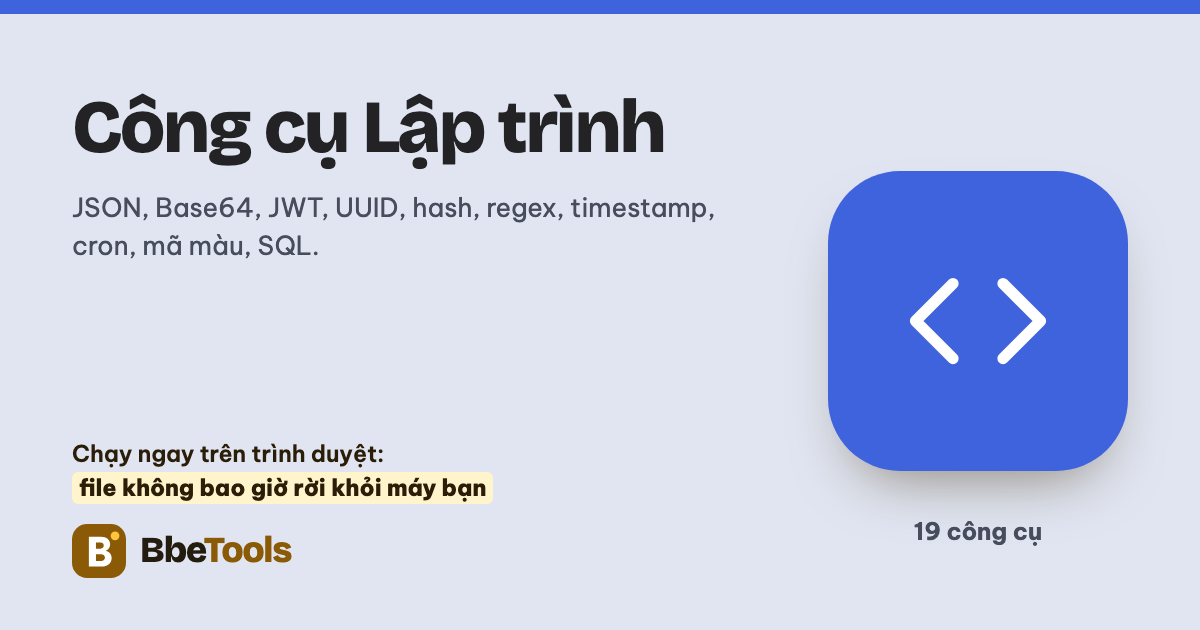 Công cụ Lập trình
JSON, Base64, JWT, UUID, hash, regex, timestamp,
cron, mã màu, SQL.
Chạy ngay trên trình duyệt:
file không bao giờ rời khỏi máy bạn
B BbeTools
19 công cụ